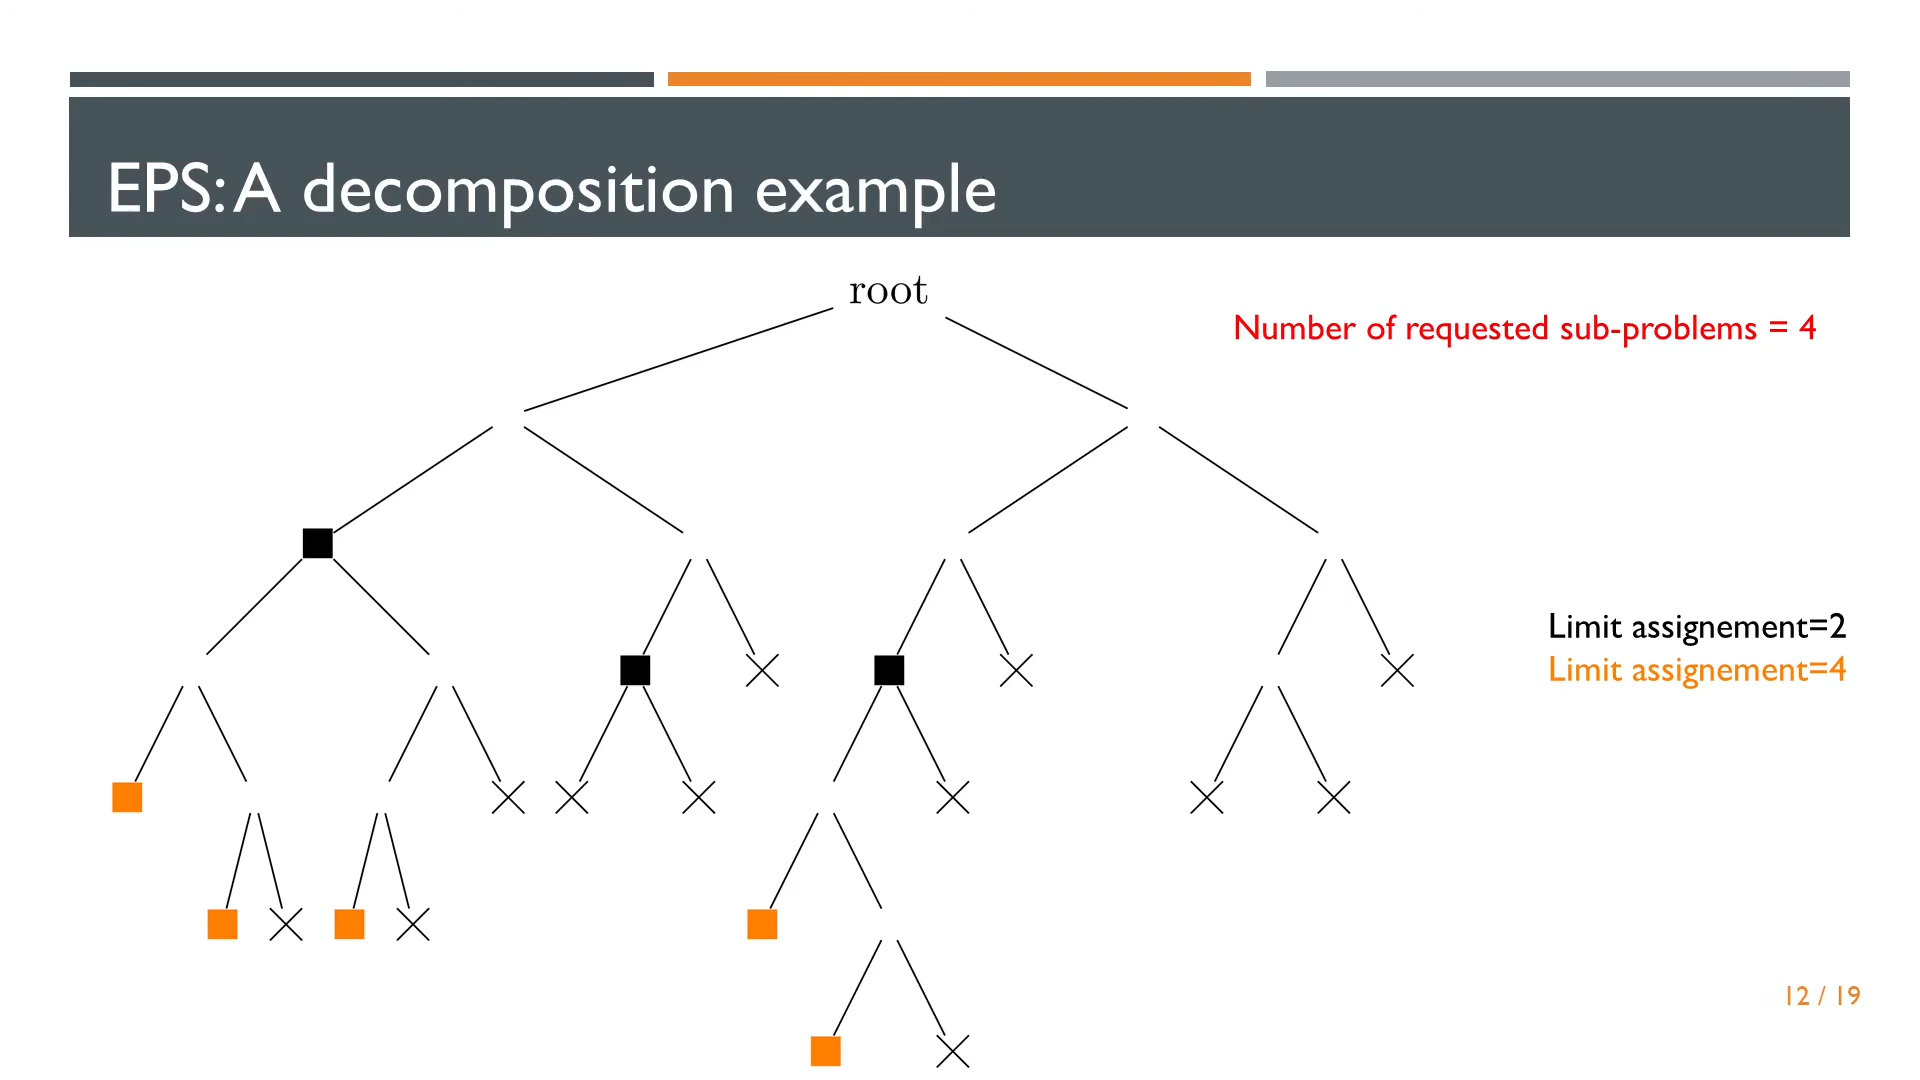 EPS: A decomposition example
root
Number of requested sub-problems = 4
Limit assignement=2
Limit assignement=4
12 / 19